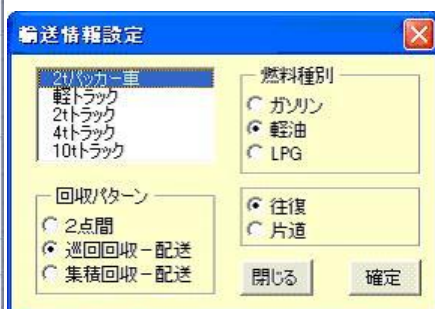 輸送情報設定
2tパッカー車
軽トラック
2tトラック
4tトラック
10tトラック
燃料種別
ガソリン
軽油
LPG
回収パターン
2点間
巡回回収－配送
集積回収－配送
往復
片道
閉じる
確定